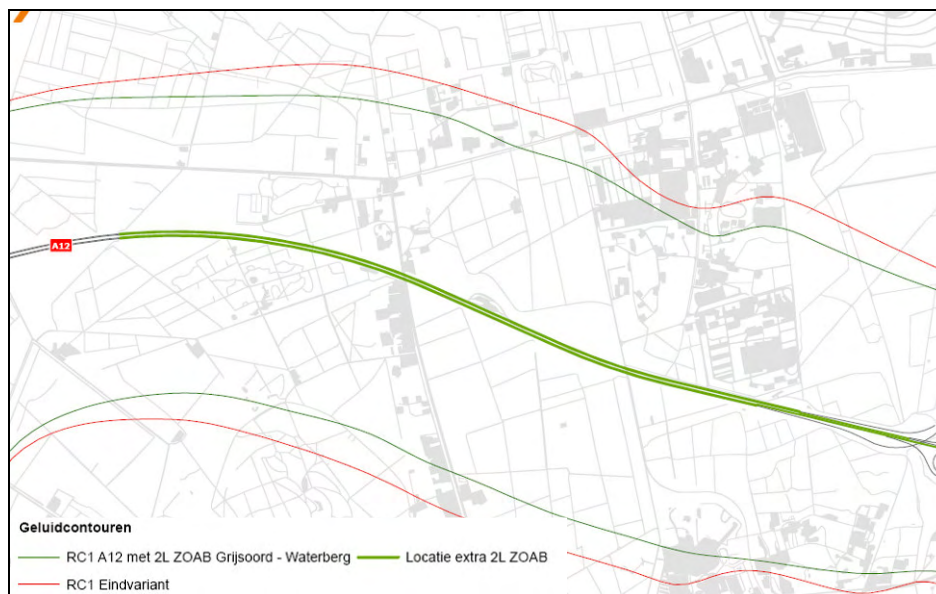 A12
Geluidcontouren
RC1 A12 met 2L ZOAB Grijsoord - Waterberg
Locatie extra 2L ZOAB
RC1 Eindvariant